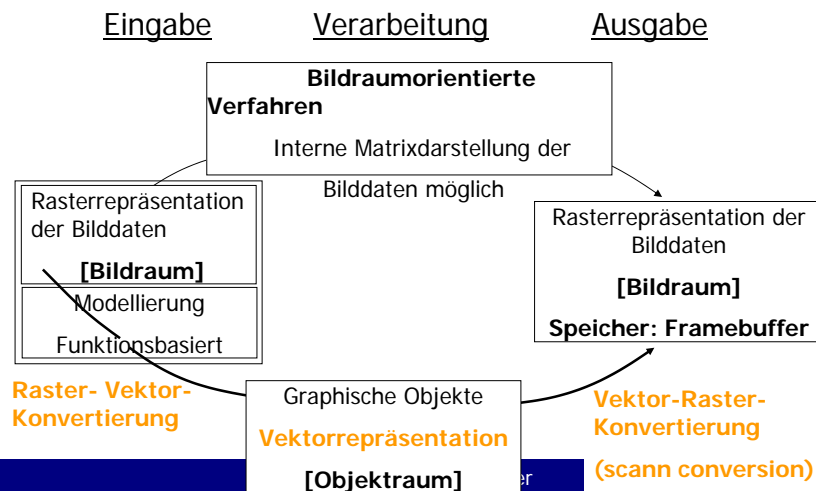 Eingabe
Verarbeitung
Ausgabe
Bildraumorientierte
Verfahren
Interne Matrixdarstellung der
Bilddaten möglich
Rasterrepräsentation
der Bilddaten
[Bildraum]
Modellierung
Funktionsbasiert
Rasterrepräsentation der
Bilddaten
[Bildraum]
Speicher: Framebuffer
Raster- Vektor-
Konvertierung
Graphische Objekte
Vektorrepräsentation
[Objektraum]
Vektor-Raster-
Konvertierung
(scann conversion)